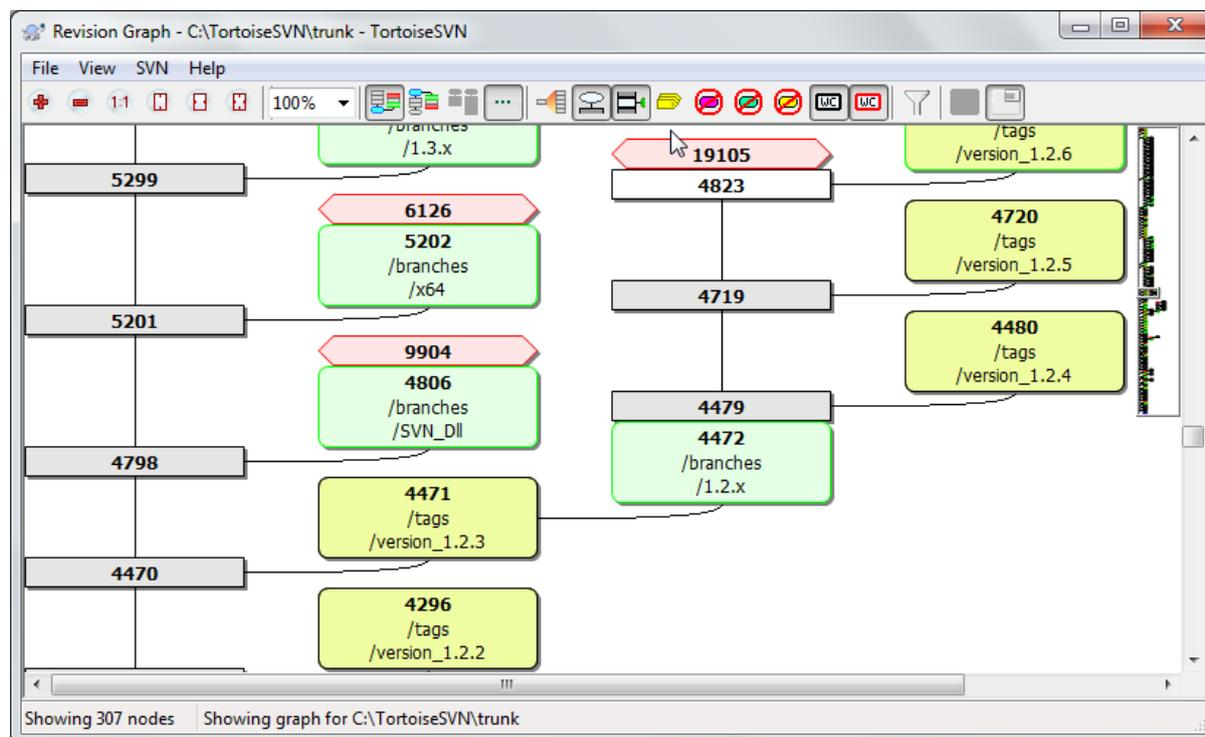 Revision Graph - C:\TortoiseSVN\trunk - TortoiseSVN
File View SVN Help
1:1 100% ... WC WC
/branches
/1.3.x
5299
6126
5202
/branches
/x64
5201
9904
4806
/branches
/SVN_Dll
4798
4471
/tags
/version_1.2.3
4470
4296
/tags
/version_1.2.2
19105
4823
4719
4479
4472
/branches
/1.2.x
/tags
/version_1.2.6
4720
/tags
/version_1.2.5
4480
/tags
/version_1.2.4
Showing 307 nodes Showing graph for C:\TortoiseSVN\trunk